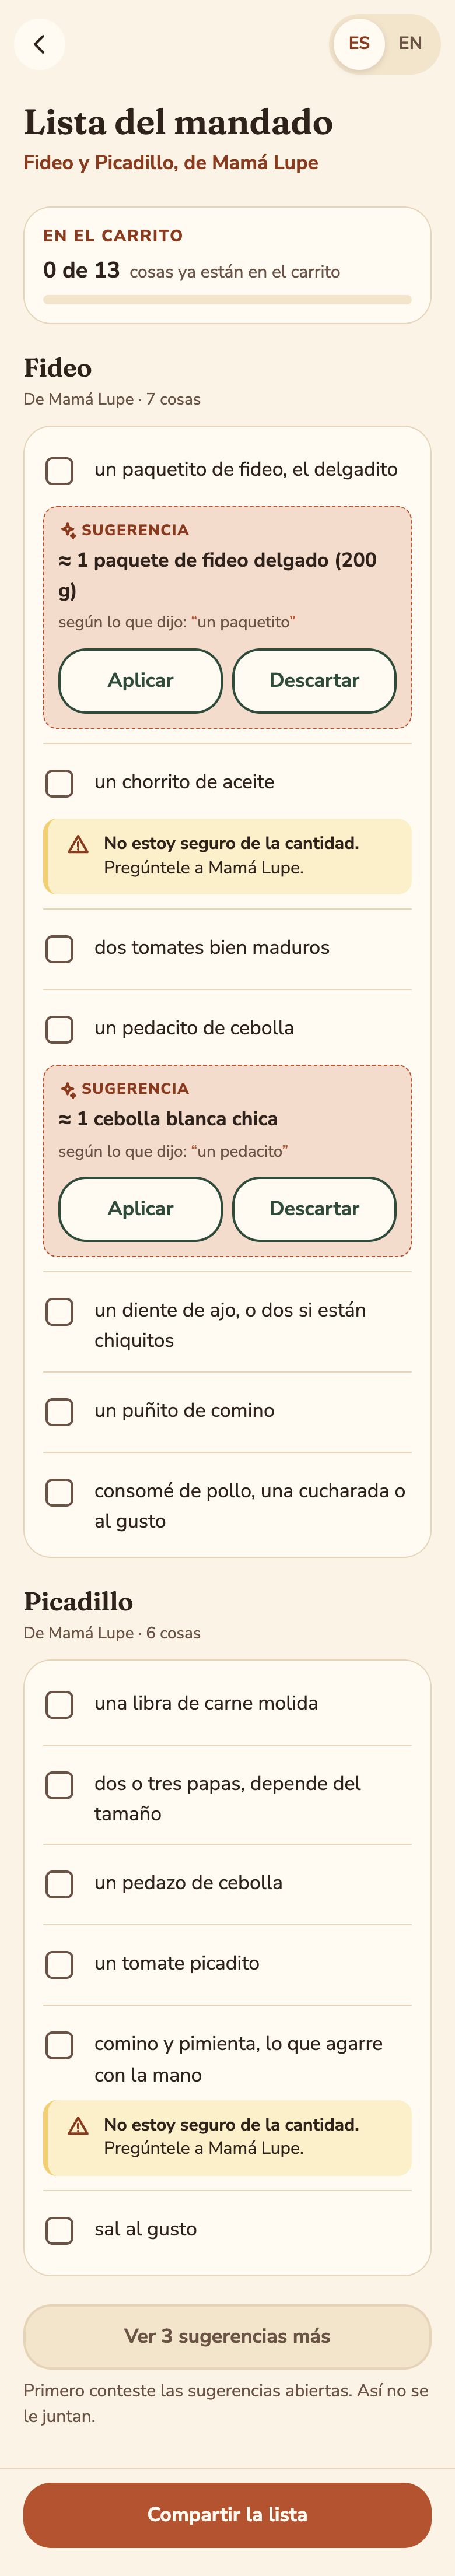 ES EN
Lista del mandado
Fideo y Picadillo, de Mamá Lupe
EN EL CARRITO
0 de 13 cosas ya están en el carrito
Fideo
De Mamá Lupe · 7 cosas
un paquetito de fideo, el delgadito
SUGERENCIA
≈ 1 paquete de fideo delgado (200
g)
según lo que dijo: “un paquetito”
Aplicar Descartar
un chorrito de aceite
No estoy seguro de la cantidad.
Pregúntele a Mamá Lupe.
dos tomates bien maduros
un pedacito de cebolla
SUGERENCIA
≈ 1 cebolla blanca chica
según lo que dijo: “un pedacito”
Aplicar Descartar
un diente de ajo, o dos si están
chiquitos
un puñito de comino
consomé de pollo, una cucharada o
al gusto
Picadillo
De Mamá Lupe · 6 cosas
una libra de carne molida
dos o tres papas, depende del
tamaño
un pedazo de cebolla
un tomate picadito
comino y pimienta, lo que agarre
con la mano
No estoy seguro de la cantidad.
Pregúntele a Mamá Lupe.
sal al gusto
Ver 3 sugerencias más
Primero conteste las sugerencias abiertas. Así no se
le juntan.
Compartir la lista